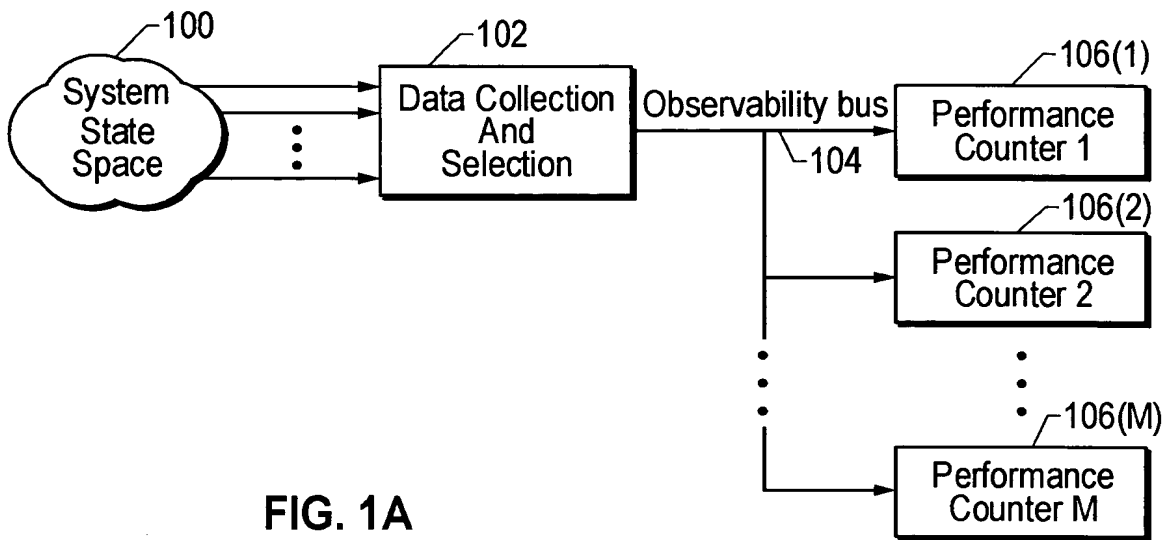 100
System
State
Space
102
Data Collection
And
Selection
Observability bus
104
106(1)
Performance
Counter 1
106(2)
Performance
Counter 2
106(M)
Performance
Counter M
FIG. 1A